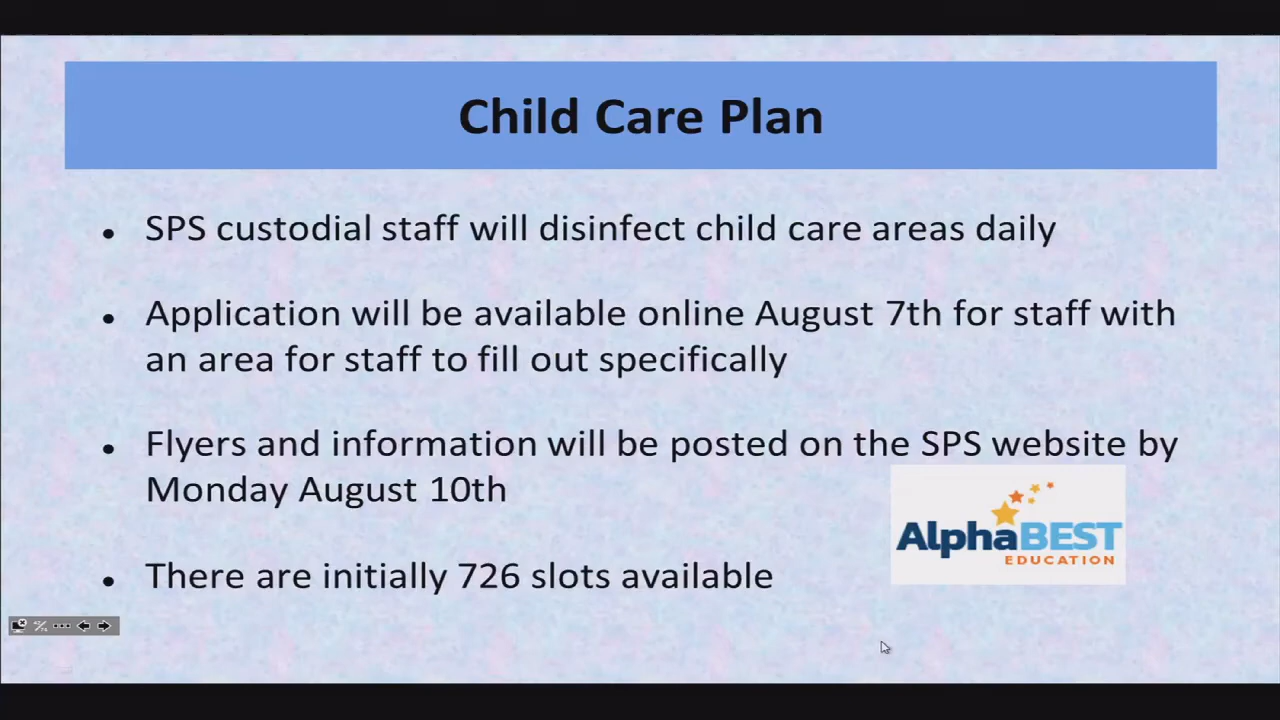 Child Care Plan
SPS custodial staff will disinfect child care areas daily
Application will be available online August 7th for staff with
an area for staff to fill out specifically
Flyers and information will be posted on the SPS website by
Monday August 10th
AlphaBEST
EDUCATION
There are initially 726 slots available